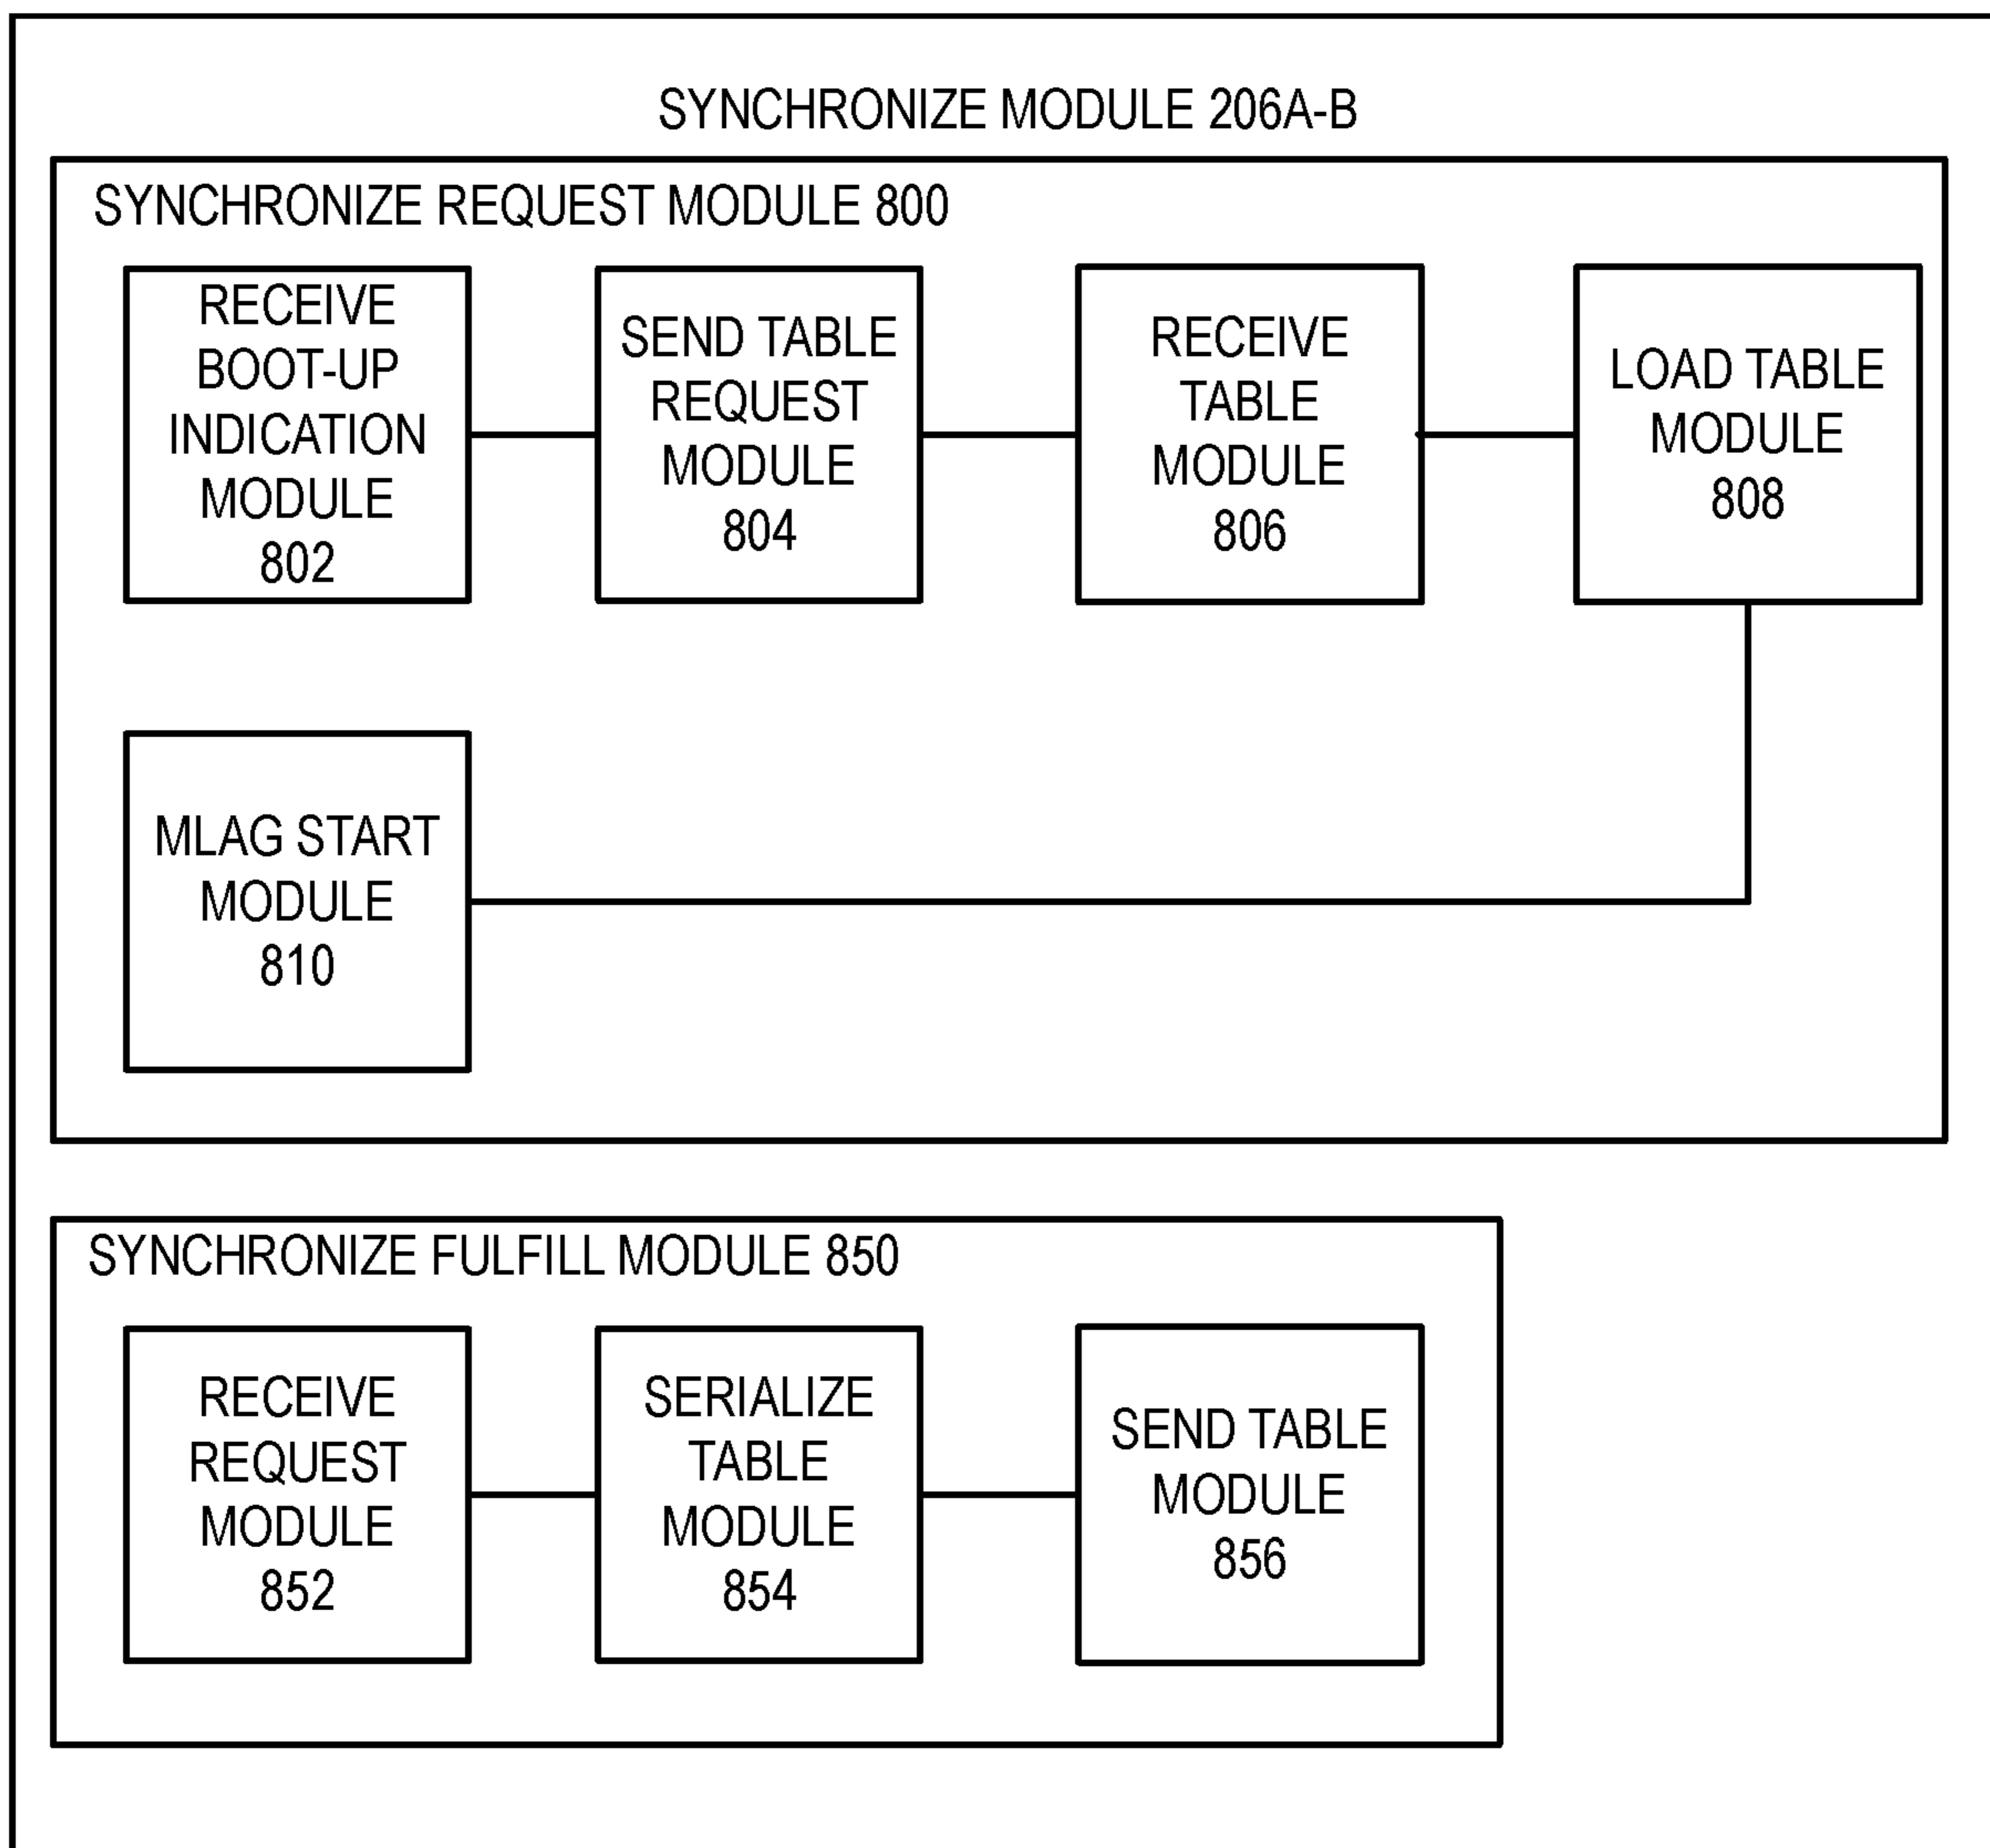 SYNCHRONIZE MODULE 206A-B
SYNCHRONIZE REQUEST MODULE 800
RECEIVE
BOOT-UP
INDICATION
MODULE
802
SEND TABLE
REQUEST
MODULE
804
RECEIVE
TABLE
MODULE
806
LOAD TABLE
MODULE
808
MLAG START
MODULE
810
SYNCHRONIZE FULFILL MODULE 850
RECEIVE
REQUEST
MODULE
852
SERIALIZE
TABLE
MODULE
854
SEND TABLE
MODULE
856